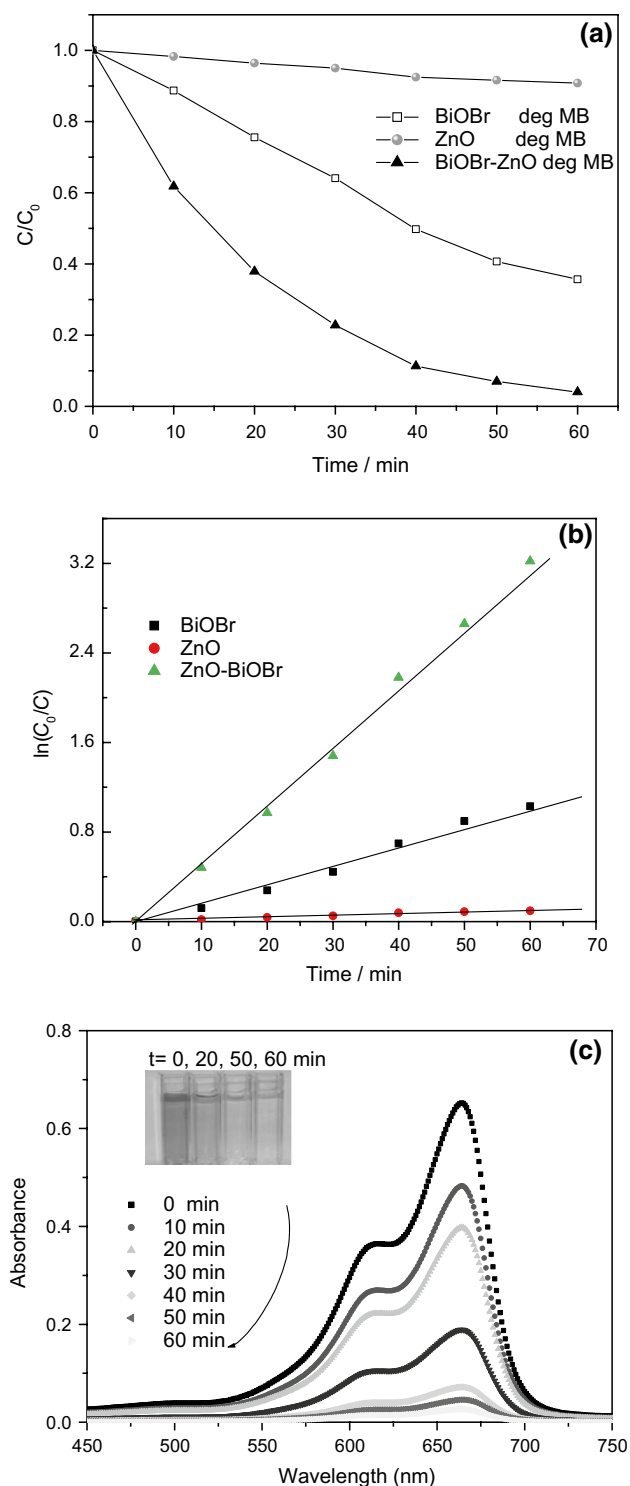 (a)
1.0
0.8
0.6
0.4
0.2
0.0
C/C0
BiOBr deg MB
ZnO deg MB
BiOBr-ZnO deg MB
0 10 20 30 40 50 60
Time / min
(b)
3.2
2.4
1.6
0.8
0.0
ln(C0/C)
BiOBr
ZnO
ZnO-BiOBr
0 10 20 30 40 50 60 70
Time / min
(c)
0.8
0.6
0.4
0.2
0.0
Absorbance
t= 0, 20, 50, 60 min
0 min
10 min
20 min
30 min
40 min
50 min
60 min
450 500 550 600 650 700 750
Wavelength (nm)